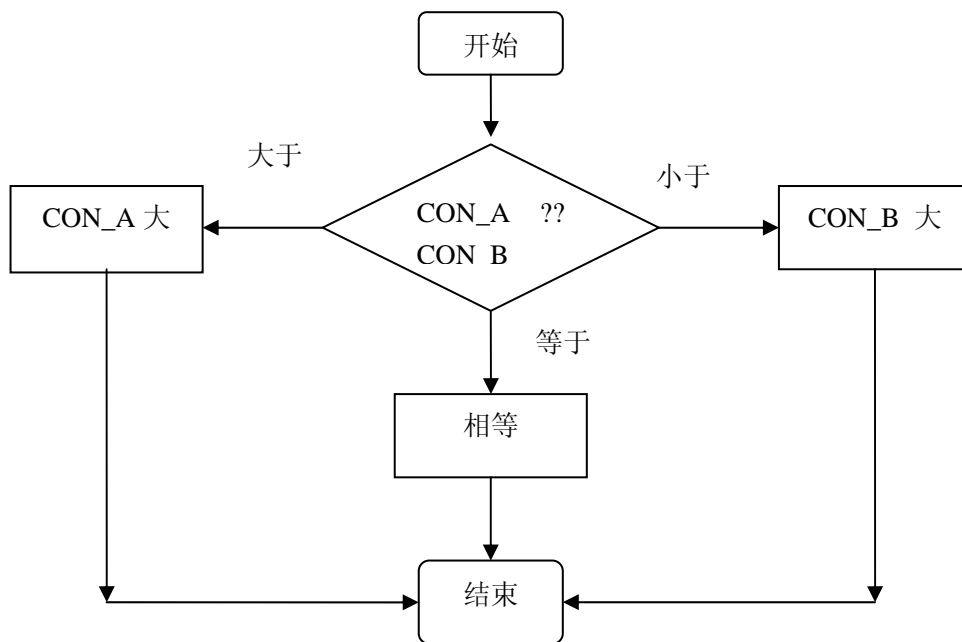 开始
大于
小于
CON_A 大
CON_A ??
CON B
CON_B 大
等于
相等
结束